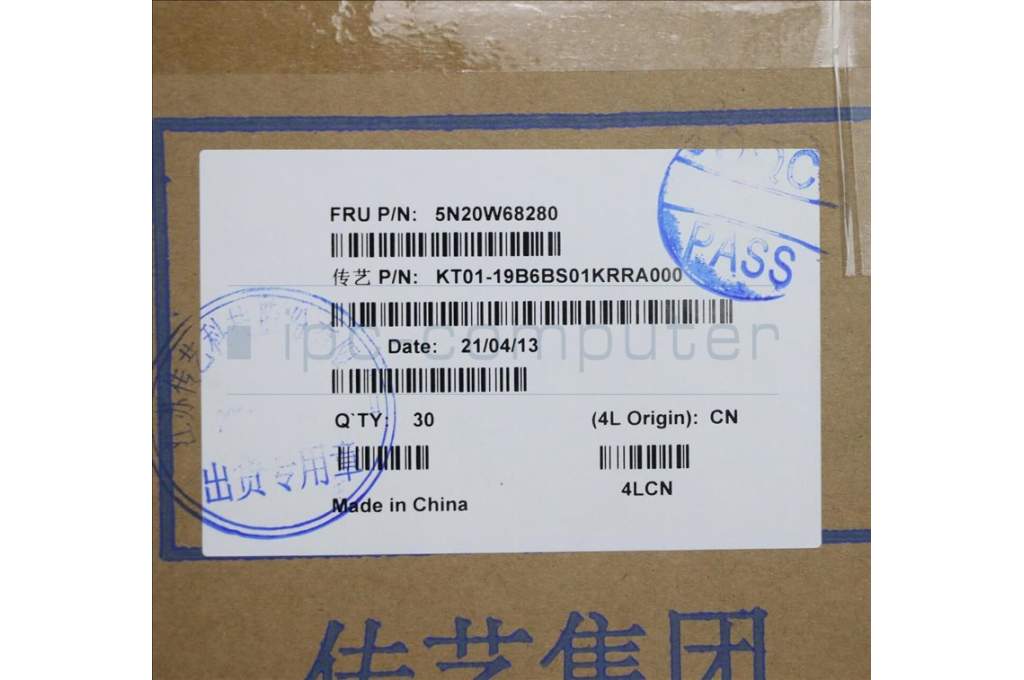 QC
PASS
FRU P/N: 5N20W68280
传艺 P/N: KT01-19B6BS01KRRA000
ipc computer
Date: 21/04/13
Q`TY: 30 (4L Origin): CN
4LCN
出货专用章
Made in China
传艺集团